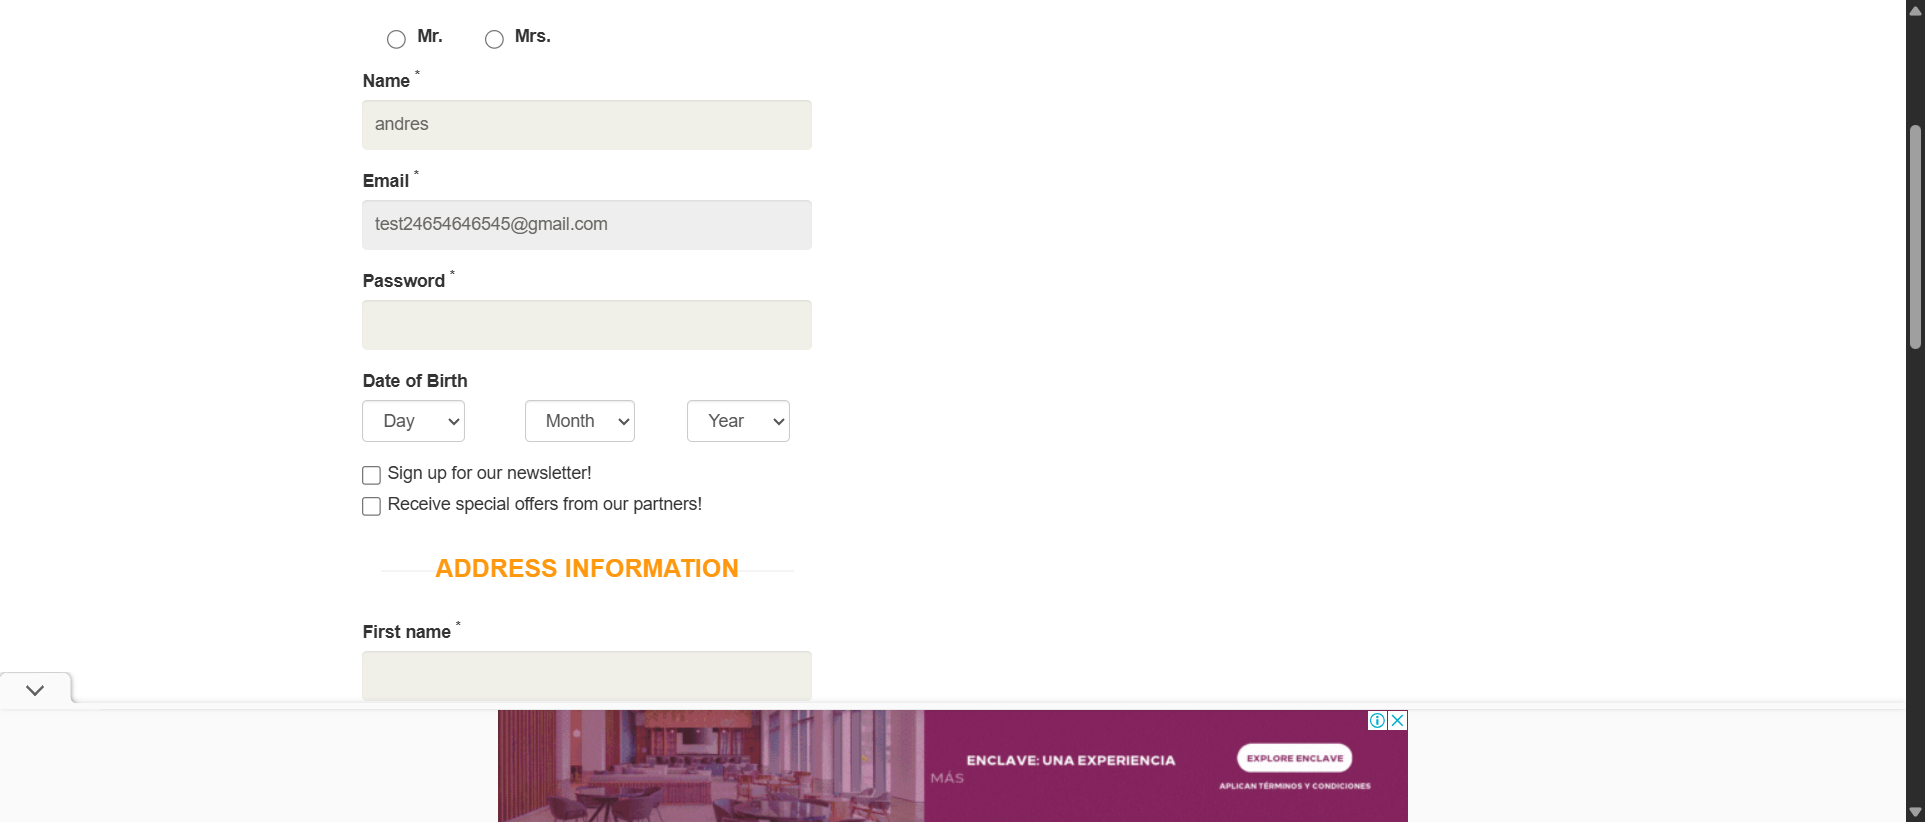 Mr. Mrs.
Name *
andres
Email *
test24654646545@gmail.com
Password *
Date of Birth
Day Month Year
Sign up for our newsletter!
Receive special offers from our partners!
ADDRESS INFORMATION
First name *
ENCLAVE: UNA EXPERIENCIA
MÁS
EXPLORE ENCLAVE
APLICAN TÉRMINOS Y CONDICIONES